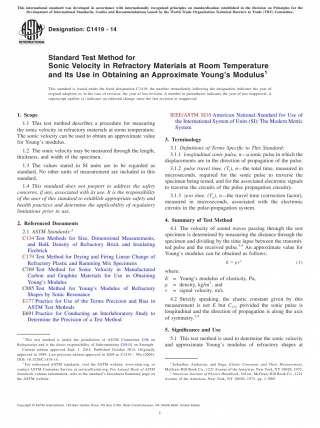 This international standard was developed in accordance with internationally recognized principles on standardization established in the Decision on Principles for the
Development of International Standards, Guides and Recommendations issued by the World Trade Organization Technical Barriers to Trade (TBT) Committee.
Designation: C1419 − 14
Standard Test Method for
Sonic Velocity in Refractory Materials at Room Temperature
and Its Use in Obtaining an Approximate Young's Modulus1
This standard is issued under the fixed designation C1419; the number immediately following the designation indicates the year of
original adoption or, in the case of revision, the year of last revision. A number in parentheses indicates the year of last reapproval. A
superscript epsilon (ε) indicates an editorial change since the last revision or reapproval.
1. Scope
1.1 This test method describes a procedure for measuring
the sonic velocity in refractory materials at room temperature.
The sonic velocity can be used to obtain an approximate value
for Young's modulus.
1.2 The sonic velocity may be measured through the length,
thickness, and width of the specimen.
1.3 The values stated in SI units are to be regarded as
standard. No other units of measurement are included in this
standard.
1.4 This standard does not purport to address the safety
concerns, if any, associated with its use. It is the responsibility
of the user of this standard to establish appropriate safety and
health practices and determine the applicability of regulatory
limitations prior to use.
2. Referenced Documents
2.1 ASTM Standards:2
C134 Test Methods for Size, Dimensional Measurements,
and Bulk Density of Refractory Brick and Insulating
Firebrick
C179 Test Method for Drying and Firing Linear Change of
Refractory Plastic and Ramming Mix Specimens
C769 Test Method for Sonic Velocity in Manufactured
Carbon and Graphite Materials for Use in Obtaining
Young's Modulus
C885 Test Method for Young's Modulus of Refractory
Shapes by Sonic Resonance
E177 Practice for Use of the Terms Precision and Bias in
ASTM Test Methods
E691 Practice for Conducting an Interlaboratory Study to
Determine the Precision of a Test Method
1 This test method is under the jurisdiction of ASTM Committee C08 on
Refractories and is the direct responsibility of Subcommittee C08.01 on Strength.
Current edition approved Sept. 1, 2014. Published October 2014. Originally
approved in 1999. Last previous edition approved in 2009 as C1419 – 99a (2009).
DOI: 10.1520/C1419-14.
2 For referenced ASTM standards, visit the ASTM website, www.astm.org, or
contact ASTM Customer Service at service@astm.org. For Annual Book of ASTM
Standards volume information, refer to the standard's Document Summary page on
the ASTM website.
IEEE/ASTM SI 10 American National Standard for Use of
the International System of Units (SI): The Modern Metric
System
3. Terminology
3.1 Definitions of Terms Specific to This Standard:
3.1.1 longitudinal sonic pulse, n—a sonic pulse in which the
displacements are in the direction of propagation of the pulse.
3.1.2 pulse travel time, (Tt), n—the total time, measured in
microseconds, required for the sonic pulse to traverse the
specimen being tested, and for the associated electronic signals
to traverse the circuits of the pulse propagation circuitry.
3.1.3 zero time, (To), n—the travel time (correction factor),
measured in microseconds, associated with the electronic
circuits in the pulse-propagation system.
4. Summary of Test Method
4.1 The velocity of sound waves passing through the test
specimen is determined by measuring the distance through the
specimen and dividing by the time lapse between the transmit-
ted pulse and the received pulse.3,4 An approximate value for
Young's modulus can be obtained as follows:
E = ρv2 (1)
where:
E = Young's modulus of elasticity, Pa,
ρ = density, kg/m3, and
v = signal velocity, m/s.
4.2 Strictly speaking, the elastic constant given by this
measurement is not E but C33, provided the sonic pulse is
longitudinal and the direction of propagation is along the axis
of symmetry.3,4
5. Significance and Use
5.1 This test method is used to determine the sonic velocity
and approximate Young's modulus of refractory shapes at
3 Schreiber, Anderson, and Soga, Elastic Constants and Their Measurement,
McGraw-Hill Book Co., 1221 Avenue of the Americas, New York, NY 10020, 1973.
4 American Institute of Physics Handbook, 3rd ed., McGraw-Hill Book Co., 1221
Avenue of the Americas, New York, NY 10020, 1972, pp. 3–98ff.
Copyright © ASTM International, 100 Barr Harbor Drive, PO Box C700, West Conshohocken, PA 19428-2959. United States
1